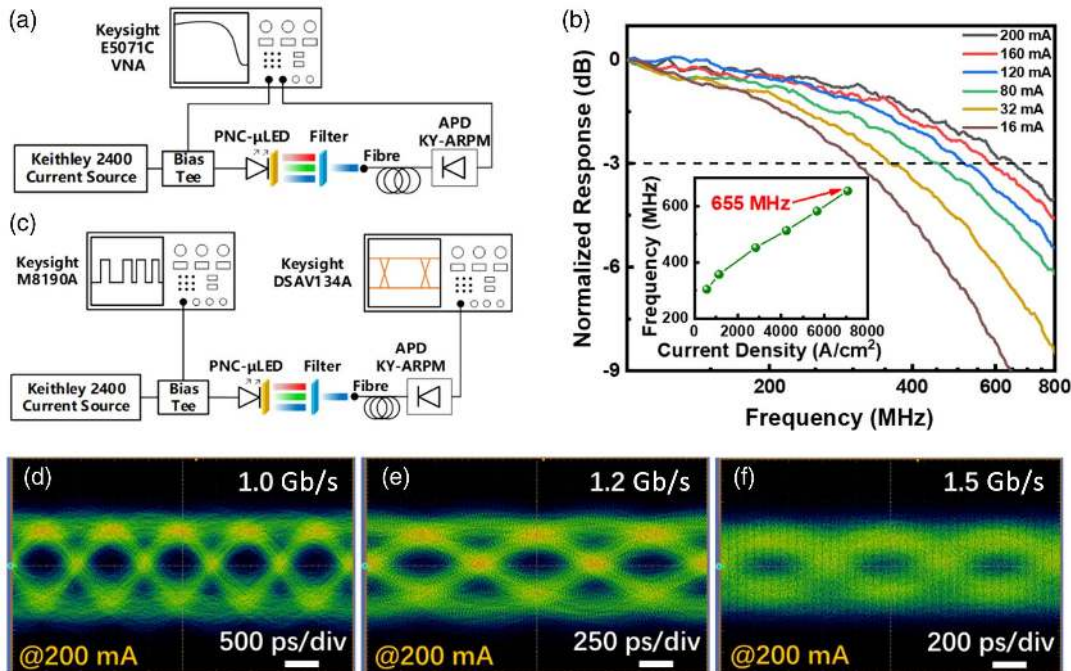 (a)
Keysight
E5071C
VNA
Keithley 2400
Current Source
Bias
Tee
PNC-μLED
Filter
Fibre
APD
KY-ARPM
(b)
Normalized Response (dB)
0
-3
-6
-9
200 mA
160 mA
120 mA
80 mA
32 mA
16 mA
655 MHz
Frequency (MHz)
600
400
200
0 2000 4000 6000 8000
Current Density (A/cm²)
200 400 600 800
Frequency (MHz)
(c)
Keysight
M8190A
Keysight
DSAV134A
Keithley 2400
Current Source
Bias
Tee
PNC-μLED
Filter
Fibre
APD
KY-ARPM
(d)
1.0 Gb/s
@200 mA
500 ps/div
(e)
1.2 Gb/s
@200 mA
250 ps/div
(f)
1.5 Gb/s
@200 mA
200 ps/div